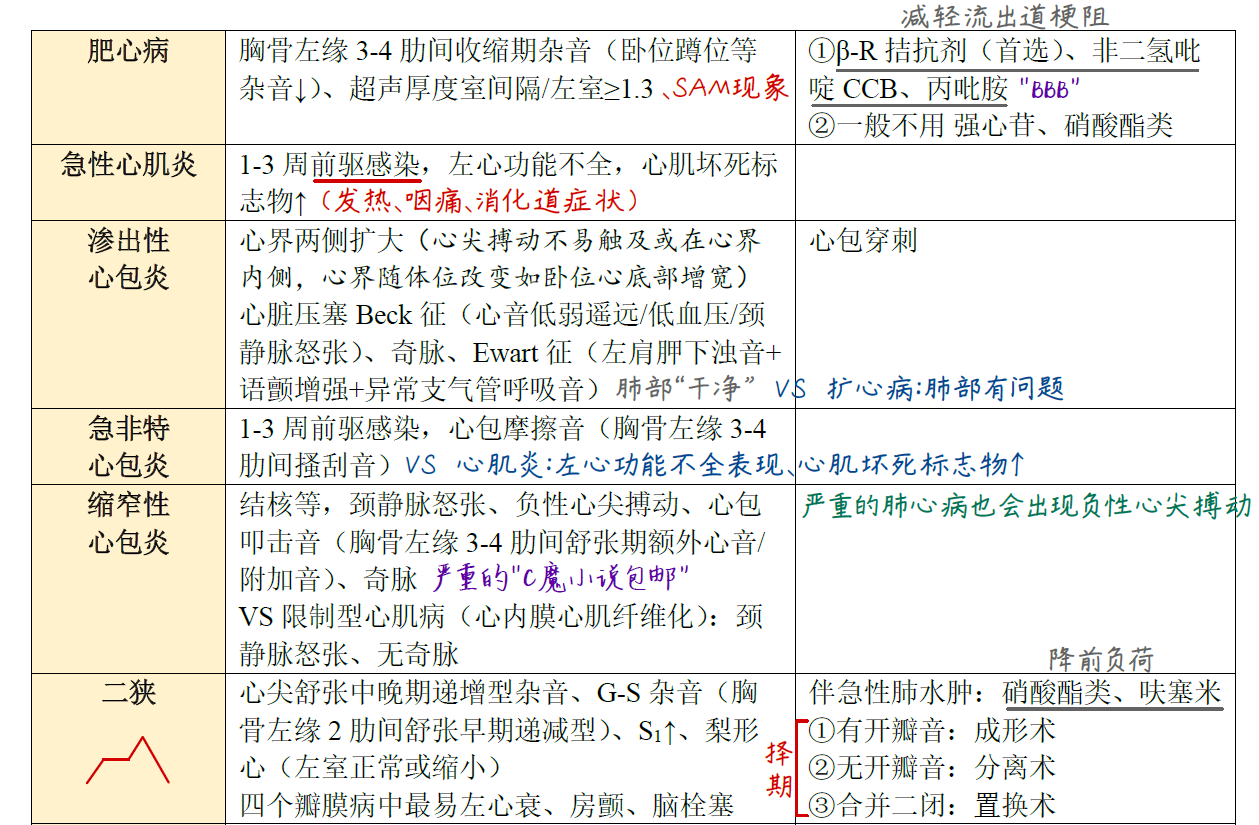 减轻流出道梗阻
肥心病
胸骨左缘 3-4 肋间收缩期杂音（卧位蹲位等
杂音↓）、超声厚度室间隔/左室≥1.3 、SAM现象
①β-R 拮抗剂（首选）、非二氢吡
啶 CCB、丙吡胺 "BBB"
②一般不用 强心苷、硝酸酯类
急性心肌炎
1-3 周前驱感染，左心功能不全，心肌坏死标
志物↑（发热、咽痛、消化道症状）
渗出性
心包炎
心界两侧扩大（心尖搏动不易触及或在心界
内侧，心界随体位改变如卧位心底部增宽）
心脏压塞 Beck 征（心音低弱遥远/低血压/颈
静脉怒张）、奇脉、Ewart 征（左肩胛下浊音+
语颤增强+异常支气管呼吸音）肺部“干净” VS 扩心病:肺部有问题
心包穿刺
急非特
心包炎
1-3 周前驱感染，心包摩擦音（胸骨左缘 3-4
肋间搔刮音）VS 心肌炎:左心功能不全表现、心肌坏死标志物↑
缩窄性
心包炎
结核等，颈静脉怒张、负性心尖搏动、心包
叩击音（胸骨左缘 3-4 肋间舒张期额外心音/
附加音）、奇脉 严重的"C魔小说包邮"
VS 限制型心肌病（心内膜心肌纤维化）：颈
静脉怒张、无奇脉
严重的肺心病也会出现负性心尖搏动
降前负荷
二狭
心尖舒张中晚期递增型杂音、G-S 杂音（胸
骨左缘 2 肋间舒张早期递减型）、S₁↑、梨形
心（左室正常或缩小）
四个瓣膜病中最易左心衰、房颤、脑栓塞
伴急性肺水肿：硝酸酯类、呋塞米
择期
①有开瓣音：成形术
②无开瓣音：分离术
③合并二闭：置换术